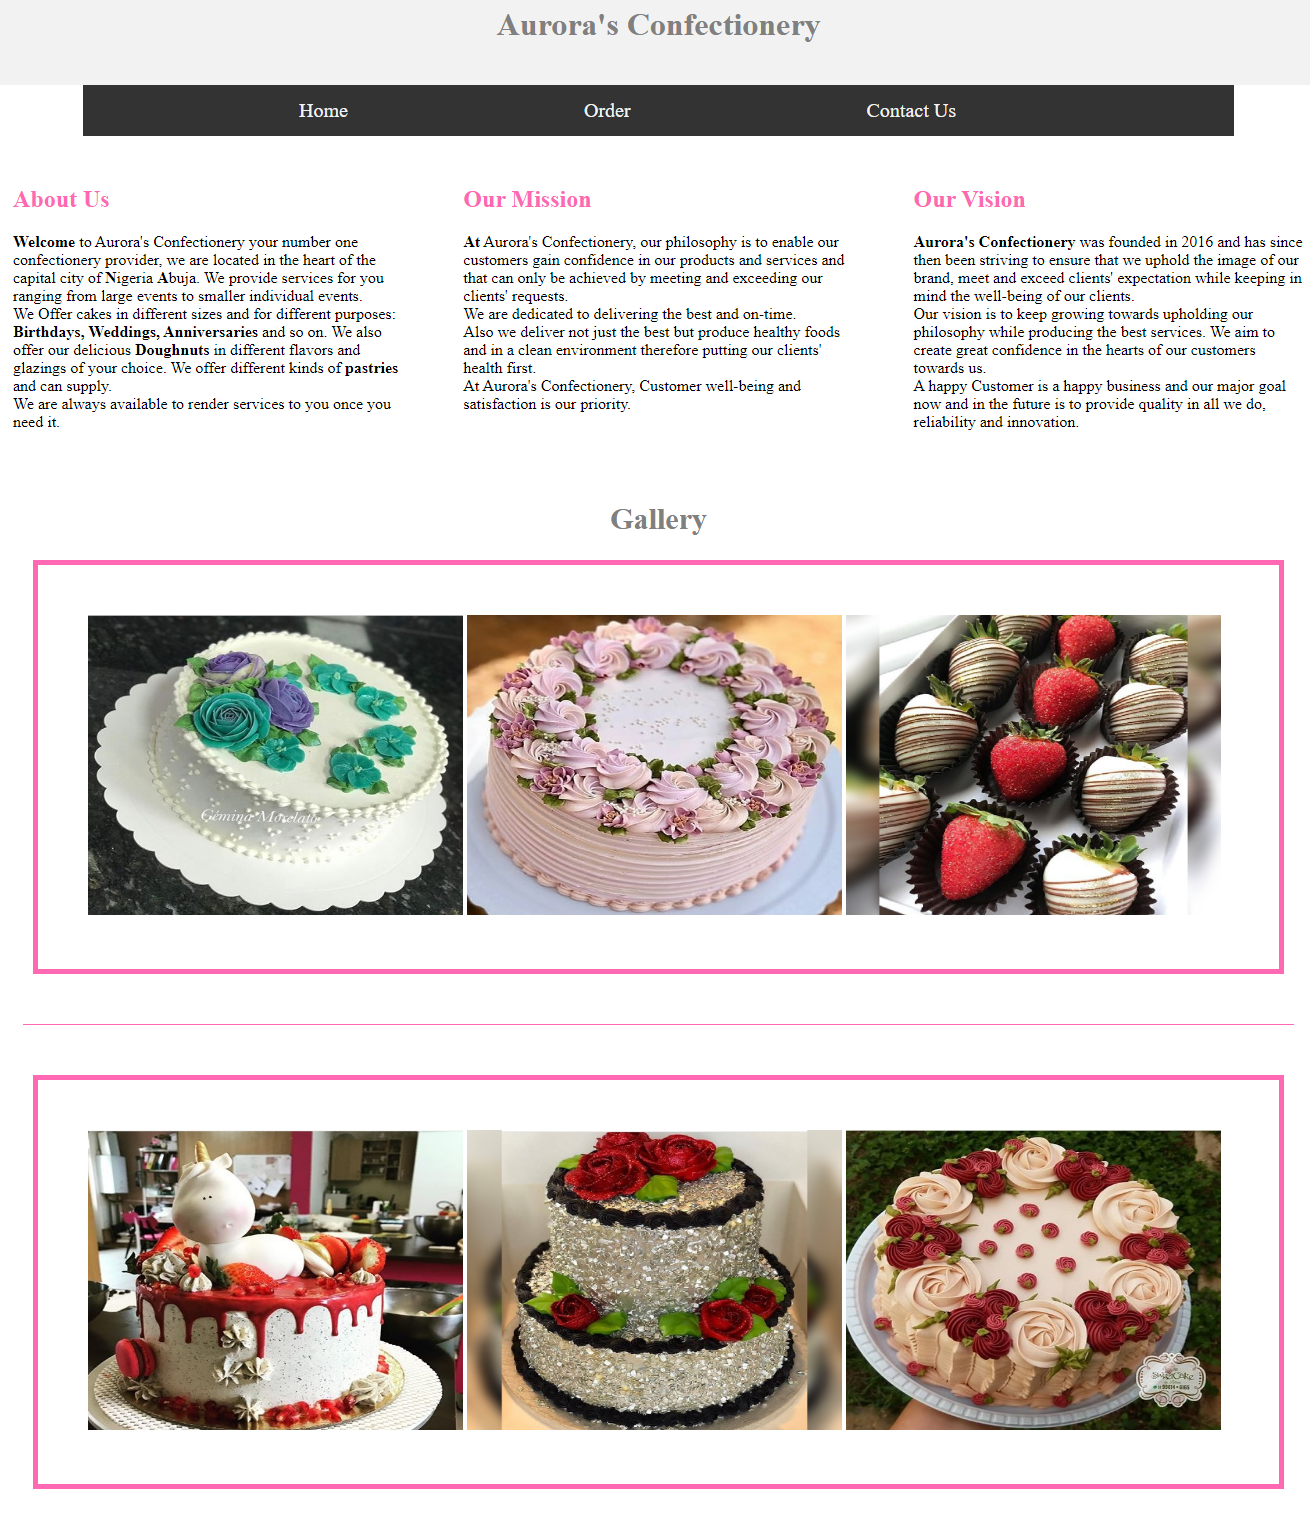 Aurora's Confectionery
Home
Order
Contact Us
About Us
Welcome to Aurora's Confectionery your number one
confectionery provider, we are located in the heart of the
capital city of Nigeria Abuja. We provide services for you
ranging from large events to smaller individual events.
We Offer cakes in different sizes and for different purposes:
Birthdays, Weddings, Anniversaries and so on. We also
offer our delicious Doughnuts in different flavors and
glazings of your choice. We offer different kinds of pastries
and can supply.
We are always available to render services to you once you
need it.
Our Mission
At Aurora's Confectionery, our philosophy is to enable our
customers gain confidence in our products and services and
that can only be achieved by meeting and exceeding our
clients' requests.
We are dedicated to delivering the best and on-time.
Also we deliver not just the best but produce healthy foods
and in a clean environment therefore putting our clients'
health first.
At Aurora's Confectionery, Customer well-being and
satisfaction is our priority.
Our Vision
Aurora's Confectionery was founded in 2016 and has since
then been striving to ensure that we uphold the image of our
brand, meet and exceed clients' expectation while keeping in
mind the well-being of our clients.
Our vision is to keep growing towards upholding our
philosophy while producing the best services. We aim to
create great confidence in the hearts of our customers
towards us.
A happy Customer is a happy business and our major goal
now and in the future is to provide quality in all we do,
reliability and innovation.
Gallery
Gemina Morelato